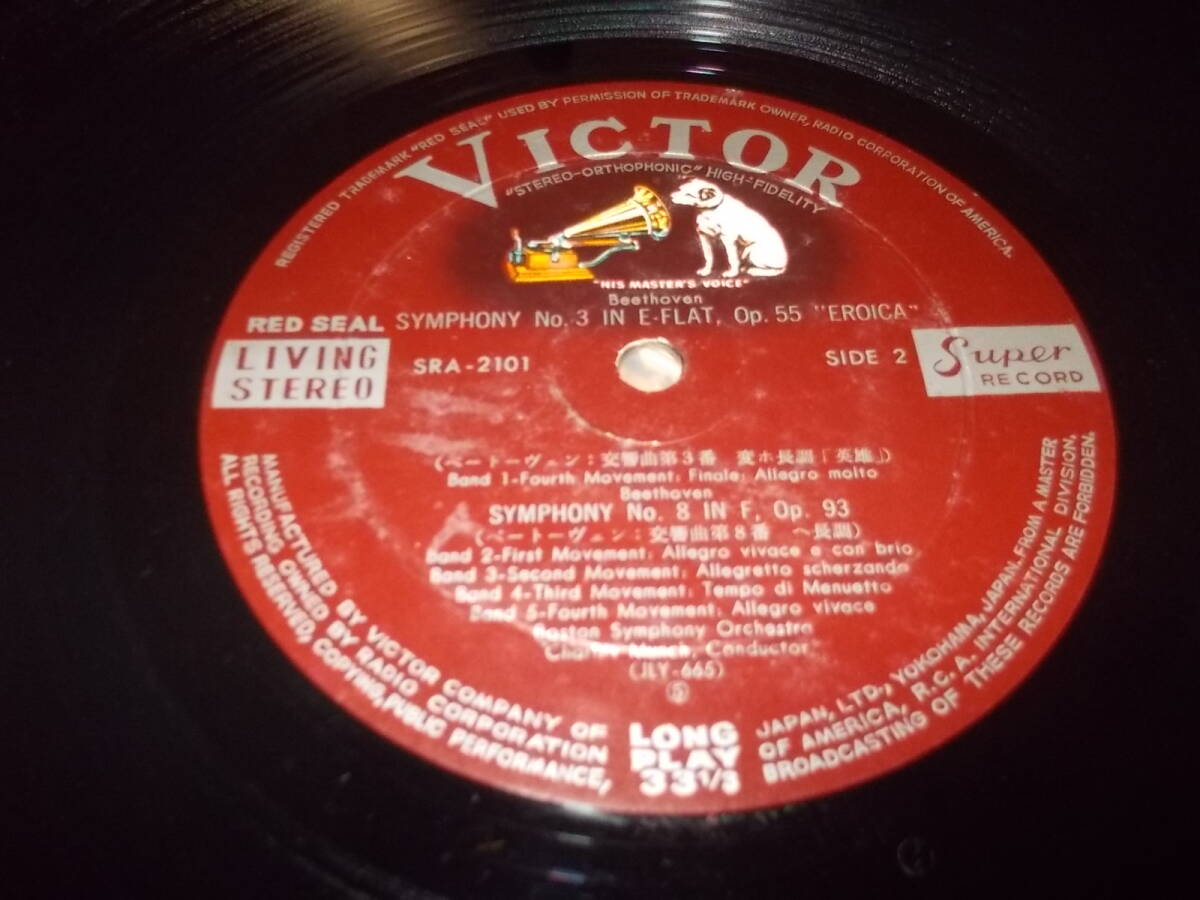 REGISTERED TRADEMARK "RED SEAL" USED BY PERMISSION OF TRADEMARK OWNER, RADIO CORPORATION OF AMERICA.
VICTOR
"STEREO-ORTHOPHONIC" HIGH-FIDELITY
"HIS MASTER'S VOICE"
Beethoven
RED SEAL
SYMPHONY No. 3 IN E-FLAT, Op. 55 "EROICA"
LIVING
STEREO
SRA-2101
SIDE 2
Super
RECORD
(ベートーヴェン:交響曲第3番 変ホ長調「英雄」)
Band 1-Fourth Movement: Finale: Allegro molto
Beethoven
SYMPHONY No. 8 IN F, Op. 93
(ベートーヴェン:交響曲第8番 ヘ長調)
Band 2-First Movement: Allegro vivace e con brio
Band 3-Second Movement: Allegretto scherzando
Band 4-Third Movement: Tempo di Menuetto
Band 5-Fourth Movement: Allegro vivace
Boston Symphony Orchestra
Charles Munch, Conductor
(JLY-665)
⑤
LONG
PLAY
33 1/3
MANUFACTURED BY VICTOR COMPANY OF JAPAN, LTD., YOKOHAMA, JAPAN, FROM A MASTER
RECORDING OWNED BY RADIO CORPORATION OF AMERICA, R.C.A. INTERNATIONAL DIVISION.
ALL RIGHTS RESERVED, COPYING, PUBLIC PERFORMANCE, BROADCASTING OF THESE RECORDS ARE FORBIDDEN.